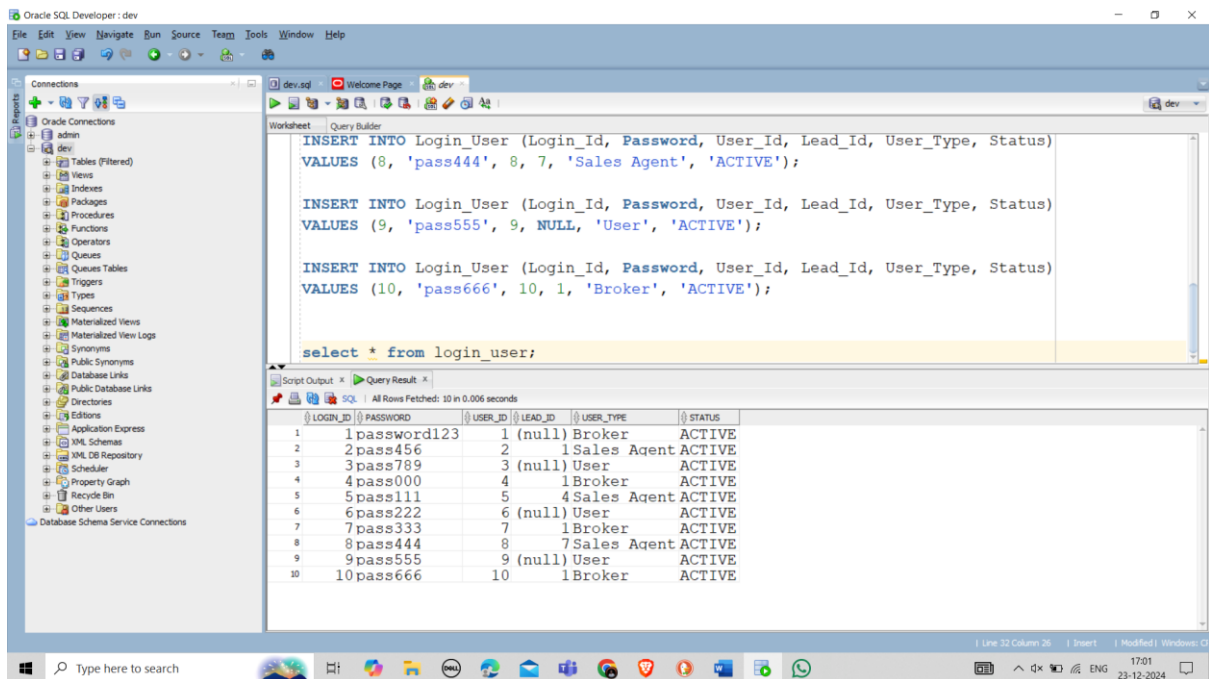 Oracle SQL Developer : dev
File Edit View Navigate Run Source Team Tools Window Help
Connections
dev.sql Welcome Page dev
Reports
dev
Oracle Connections
admin
dev
Tables (Filtered)
Views
Indexes
Packages
Procedures
Functions
Operators
Queues
Queues Tables
Triggers
Types
Sequences
Materialized Views
Materialized View Logs
Synonyms
Public Synonyms
Database Links
Public Database Links
Directories
Editions
Application Express
XML Schemas
XML DB Repository
Scheduler
Property Graph
Recycle Bin
Other Users
Database Schema Service Connections
Worksheet Query Builder
INSERT INTO Login_User (Login_Id, Password, User_Id, Lead_Id, User_Type, Status)
VALUES (8, 'pass444', 8, 7, 'Sales Agent', 'ACTIVE');
INSERT INTO Login_User (Login_Id, Password, User_Id, Lead_Id, User_Type, Status)
VALUES (9, 'pass555', 9, NULL, 'User', 'ACTIVE');
INSERT INTO Login_User (Login_Id, Password, User_Id, Lead_Id, User_Type, Status)
VALUES (10, 'pass666', 10, 1, 'Broker', 'ACTIVE');
select * from login_user;
Script Output x Query Result x
SQL | All Rows Fetched: 10 in 0.006 seconds
LOGIN_ID PASSWORD USER_ID LEAD_ID USER_TYPE STATUS
1 1 password123 1 (null) Broker ACTIVE
2 2 pass456 2 1 Sales Agent ACTIVE
3 3 pass789 3 (null) User ACTIVE
4 4 pass000 4 1 Broker ACTIVE
5 5 pass111 5 4 Sales Agent ACTIVE
6 6 pass222 6 (null) User ACTIVE
7 7 pass333 7 1 Broker ACTIVE
8 8 pass444 8 7 Sales Agent ACTIVE
9 9 pass555 9 (null) User ACTIVE
10 10 pass666 10 1 Broker ACTIVE
| Line 32 Column 26 | Insert | Modified | Windows: C
Type here to search
DELL
ENG
17:01
23-12-2024